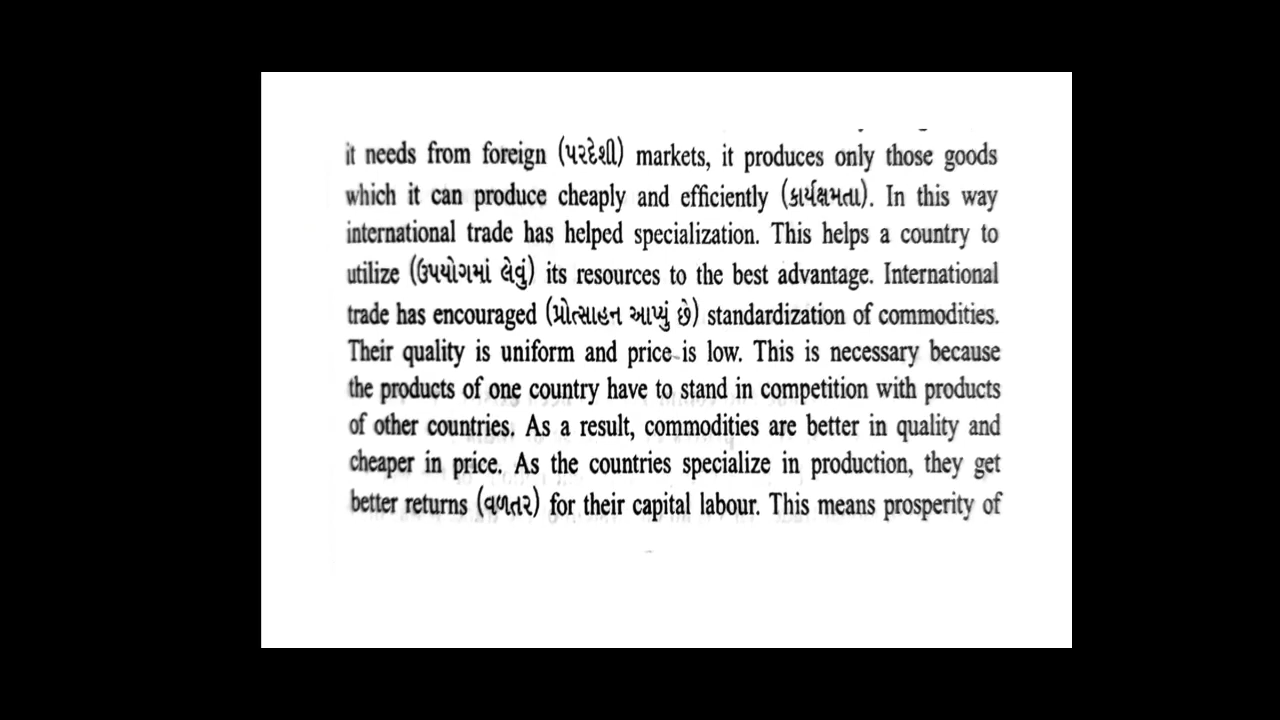 it needs from foreign (પરદેશી) markets, it produces only those goods
which it can produce cheaply and efficiently (કાર્યક્ષમતા). In this way
international trade has helped specialization. This helps a country to
utilize (ઉપયોગમાં લેવું) its resources to the best advantage. International
trade has encouraged (પ્રોત્સાહન આપ્યું છે) standardization of commodities.
Their quality is uniform and price is low. This is necessary because
the products of one country have to stand in competition with products
of other countries. As a result, commodities are better in quality and
cheaper in price. As the countries specialize in production, they get
better returns (વળતર) for their capital labour. This means prosperity of